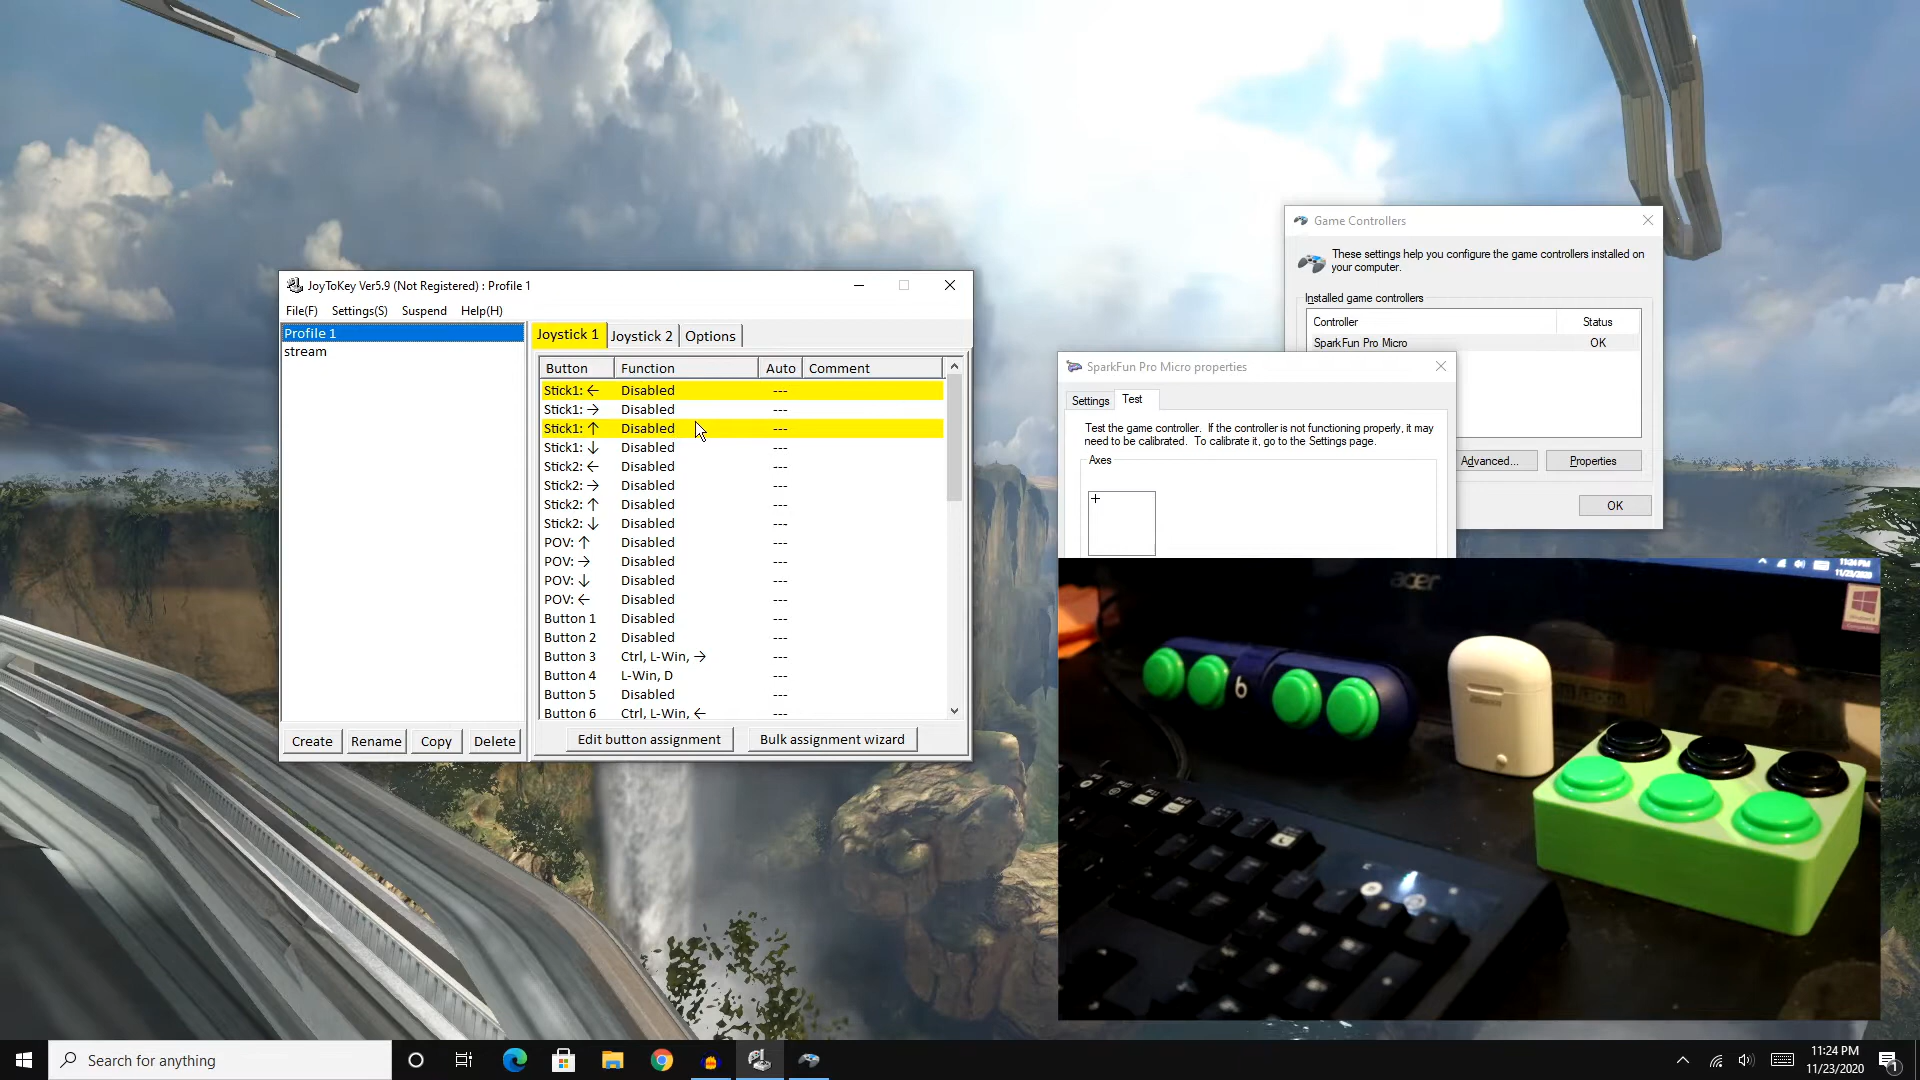 JoyToKey Ver5.9 (Not Registered) : Profile 1
File(F) Settings(S) Suspend Help(H)
Profile 1
stream
Create Rename Copy Delete
Joystick 1 Joystick 2 Options
Button Function Auto Comment
Stick1: ← Disabled ---
Stick1: → Disabled ---
Stick1: ↑ Disabled ---
Stick1: ↓ Disabled ---
Stick2: ← Disabled ---
Stick2: → Disabled ---
Stick2: ↑ Disabled ---
Stick2: ↓ Disabled ---
POV: ↑ Disabled ---
POV: → Disabled ---
POV: ↓ Disabled ---
POV: ← Disabled ---
Button 1 Disabled ---
Button 2 Disabled ---
Button 3 Ctrl, L-Win, → ---
Button 4 L-Win, D ---
Button 5 Disabled ---
Button 6 Ctrl, L-Win, ← ---
Edit button assignment Bulk assignment wizard
Game Controllers
These settings help you configure the game controllers installed on
your computer.
Installed game controllers
Controller Status
SparkFun Pro Micro OK
Advanced... Properties
OK
SparkFun Pro Micro properties
Settings Test
Test the game controller. If the controller is not functioning properly, it may
need to be calibrated. To calibrate it, go to the Settings page.
Axes
acer
11:24 PM
11/23/2020
b
Search for anything
11:24 PM
11/23/2020
1